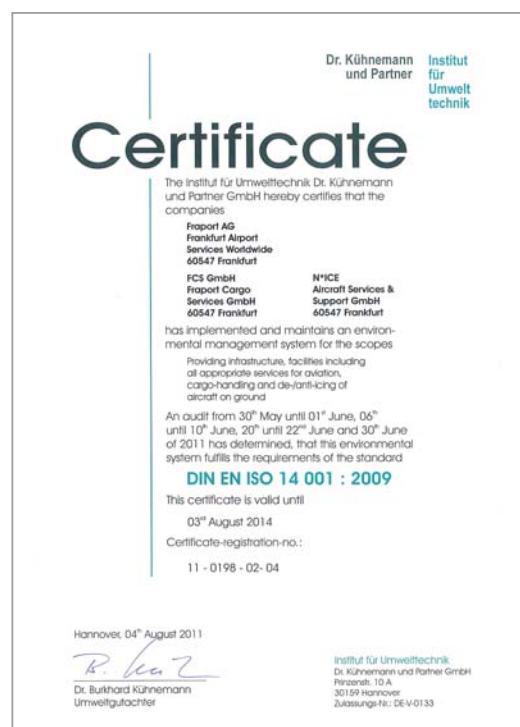 Dr. Kühnemann
und Partner
Institut
für
Umwelt
technik
Certificate
The Institut für Umwelttechnik Dr. Kühnemann
und Partner GmbH hereby certifies that the
companies
Fraport AG
Frankfurt Airport
Services Worldwide
60547 Frankfurt
FCS GmbH
Fraport Cargo
Services GmbH
60547 Frankfurt
N*ICE
Aircraft Services &
Support GmbH
60547 Frankfurt
has implemented and maintains an environ-
mental management system for the scopes
Providing infrastructure, facilities including
all appropriate services for aviation,
cargo-handling and de-/anti-icing of
aircraft on ground
An audit from 30th May until 01st June, 06th
until 10th June, 20th until 22nd June and 30th June
of 2011 has determined, that this environmental
system fulfills the requirements of the standard
DIN EN ISO 14 001 : 2009
This certificate is valid until
03rd August 2014
Certificate-registration-no.:
11 - 0198 - 02- 04
Hannover, 04th August 2011
Dr. Burkhard Kühnemann
Umweltgutachter
Institut für Umwelttechnik
Dr. Kühnemann und Partner GmbH
Prinzenstr. 10 A
30159 Hannover
Zulassungs-Nr.: DE-V-0133